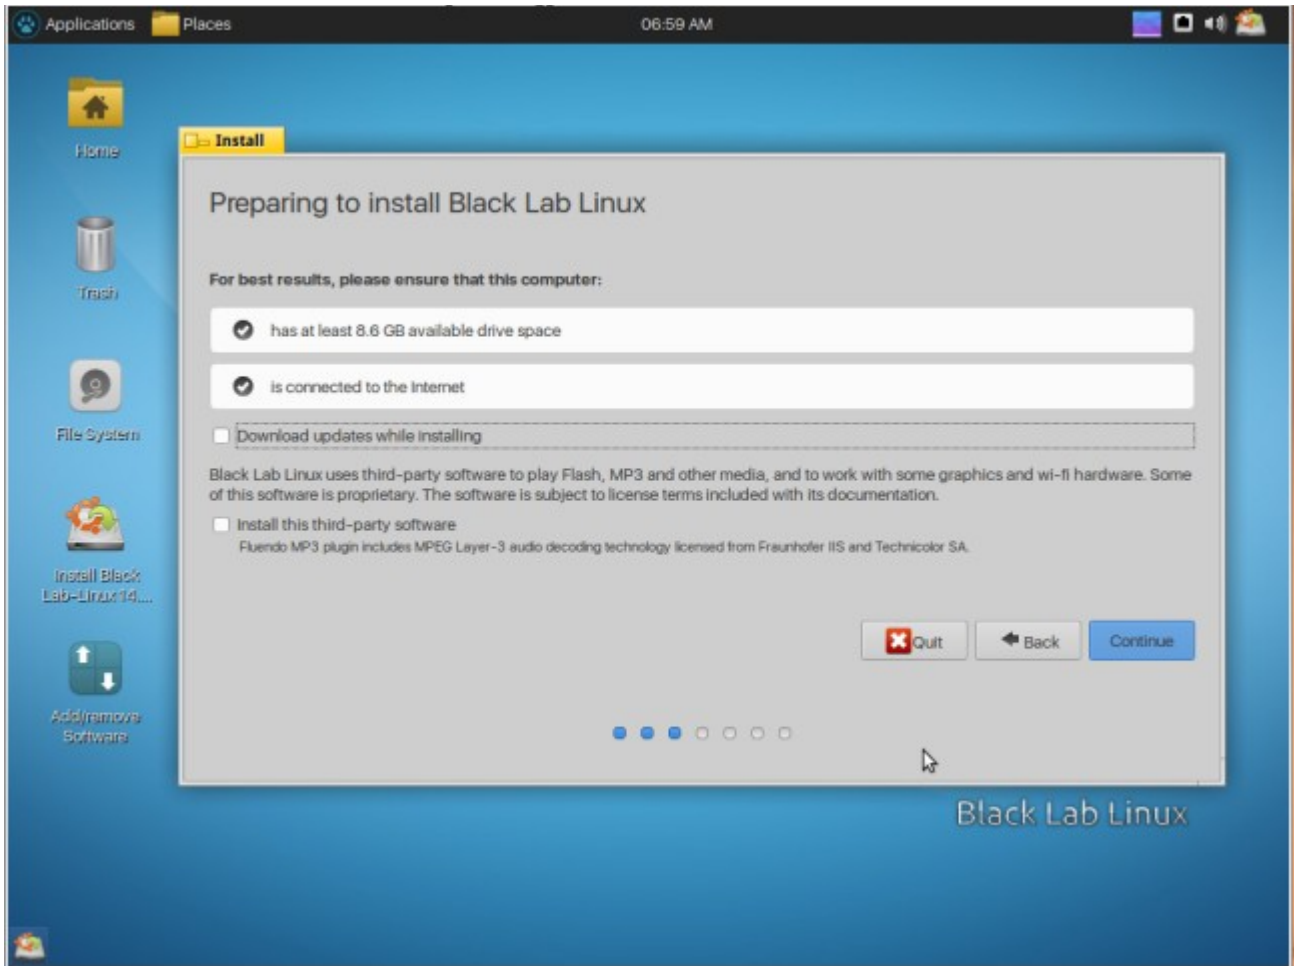 Applications
Places
06:59 AM
Home
Trash
File System
Install Black
Lab-Linux 14....
Add/remove
Software
Install
Preparing to install Black Lab Linux
For best results, please ensure that this computer:
has at least 8.6 GB available drive space
is connected to the Internet
Download updates while installing
Black Lab Linux uses third-party software to play Flash, MP3 and other media, and to work with some graphics and wi-fi hardware. Some
of this software is proprietary. The software is subject to license terms included with its documentation.
Install this third-party software
Fluendo MP3 plugin includes MPEG Layer-3 audio decoding technology licensed from Fraunhofer IIS and Technicolor SA.
Quit
Back
Continue
Black Lab Linux